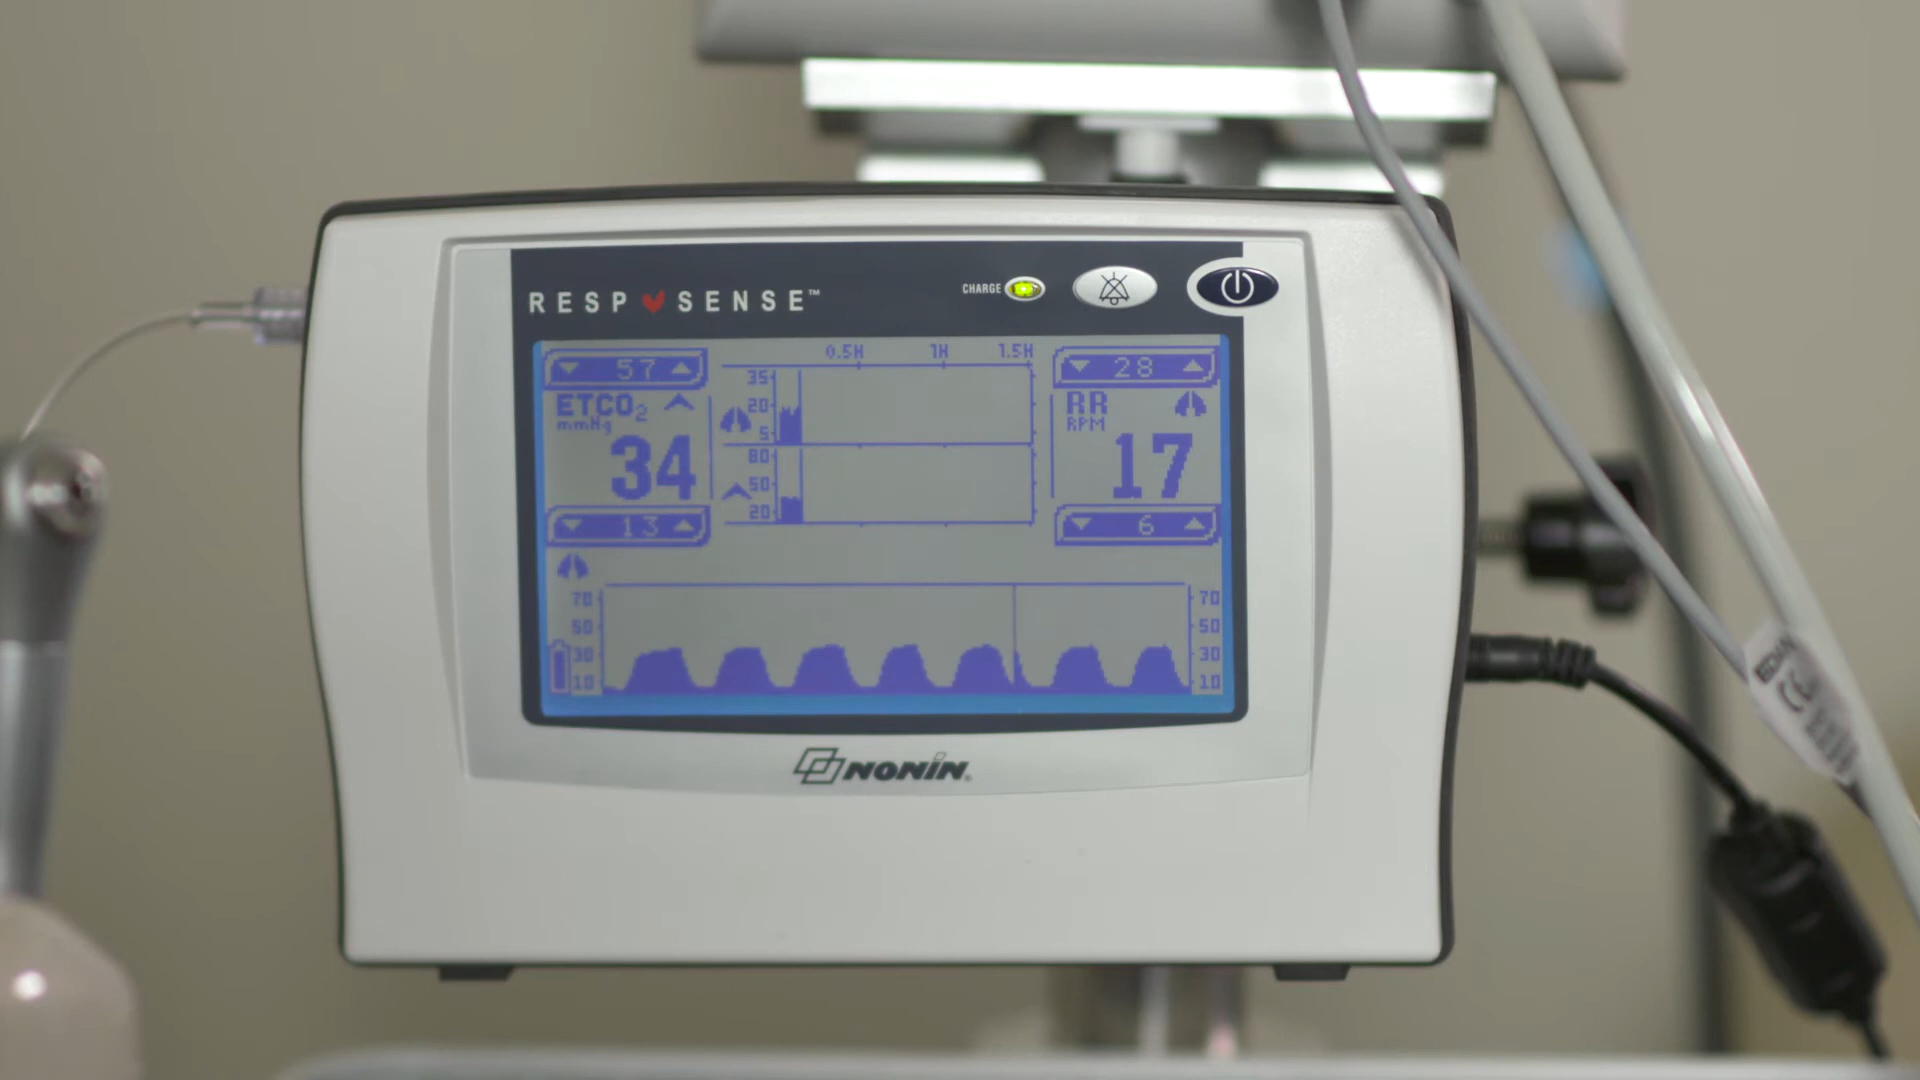 RESP SENSE™
CHARGE
57
ETCO2
mmHg
34
13
0.5H 1H 1.5H
35
20
5
80
50
20
28
RR
RPM
17
6
70
50
30
10
70
50
30
10
NONIN®